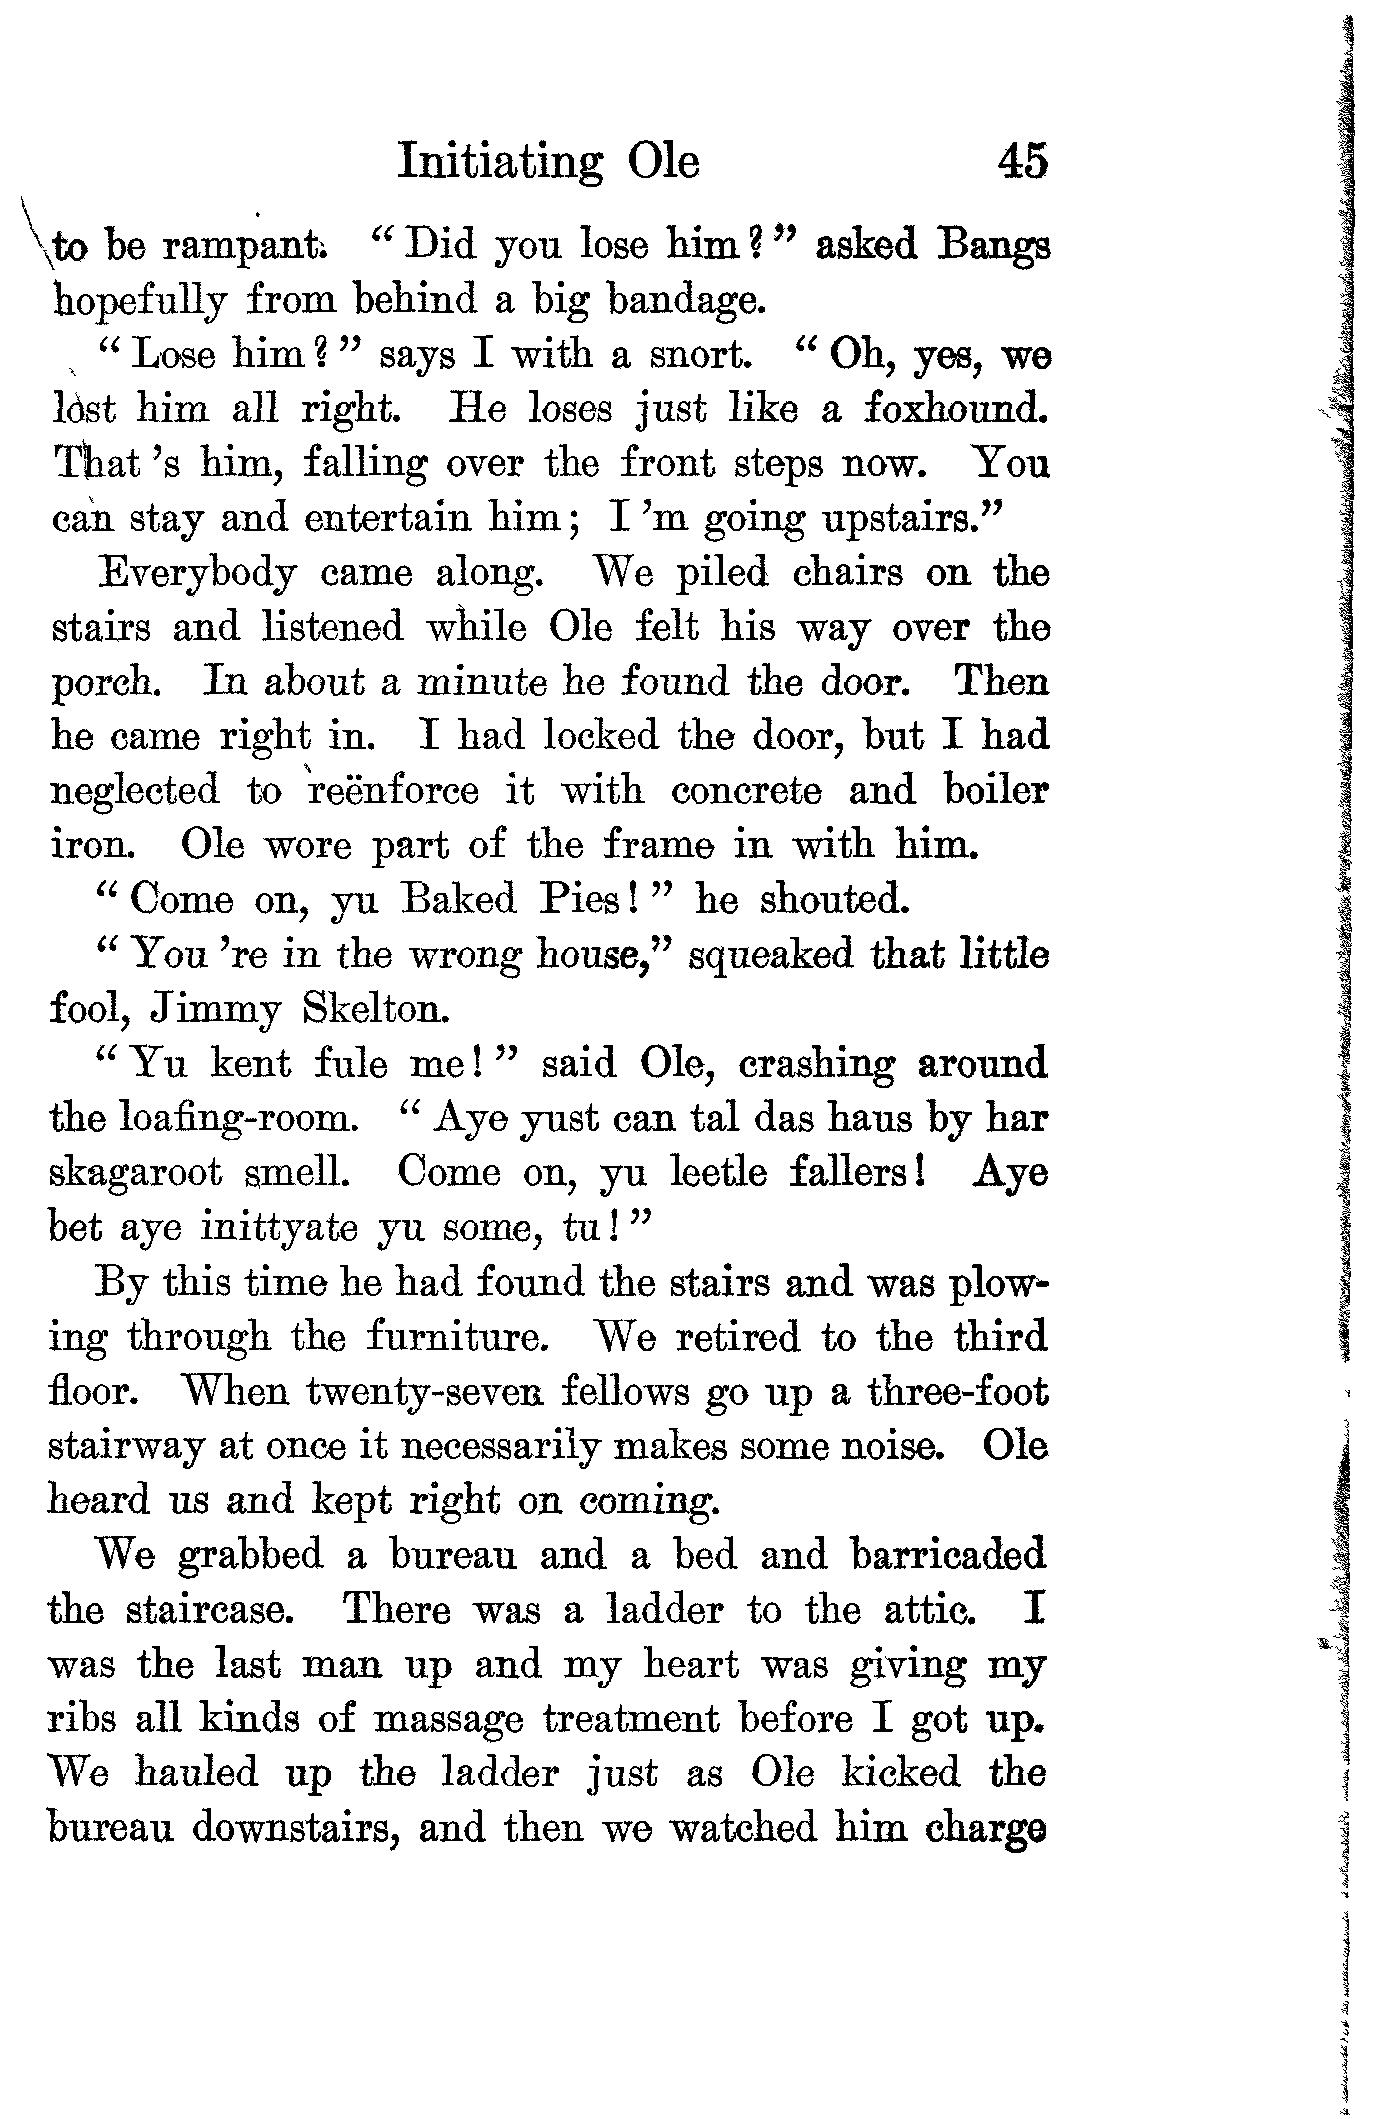 Initiating Ole 45
to be rampant. “Did you lose him?” asked Bangs
hopefully from behind a big bandage.
“Lose him?” says I with a snort. “Oh, yes, we
lost him all right. He loses just like a foxhound.
That ’s him, falling over the front steps now. You
can stay and entertain him; I ’m going upstairs.”
Everybody came along. We piled chairs on the
stairs and listened while Ole felt his way over the
porch. In about a minute he found the door. Then
he came right in. I had locked the door, but I had
neglected to reënforce it with concrete and boiler
iron. Ole wore part of the frame in with him.
“Come on, yu Baked Pies!” he shouted.
“You ’re in the wrong house,” squeaked that little
fool, Jimmy Skelton.
“Yu kent fule me!” said Ole, crashing around
the loafing-room. “Aye yust can tal das haus by har
skagaroot smell. Come on, yu leetle fallers! Aye
bet aye inittyate yu some, tu!”
By this time he had found the stairs and was plow-
ing through the furniture. We retired to the third
floor. When twenty-seven fellows go up a three-foot
stairway at once it necessarily makes some noise. Ole
heard us and kept right on coming.
We grabbed a bureau and a bed and barricaded
the staircase. There was a ladder to the attic. I
was the last man up and my heart was giving my
ribs all kinds of massage treatment before I got up.
We hauled up the ladder just as Ole kicked the
bureau downstairs, and then we watched him charge